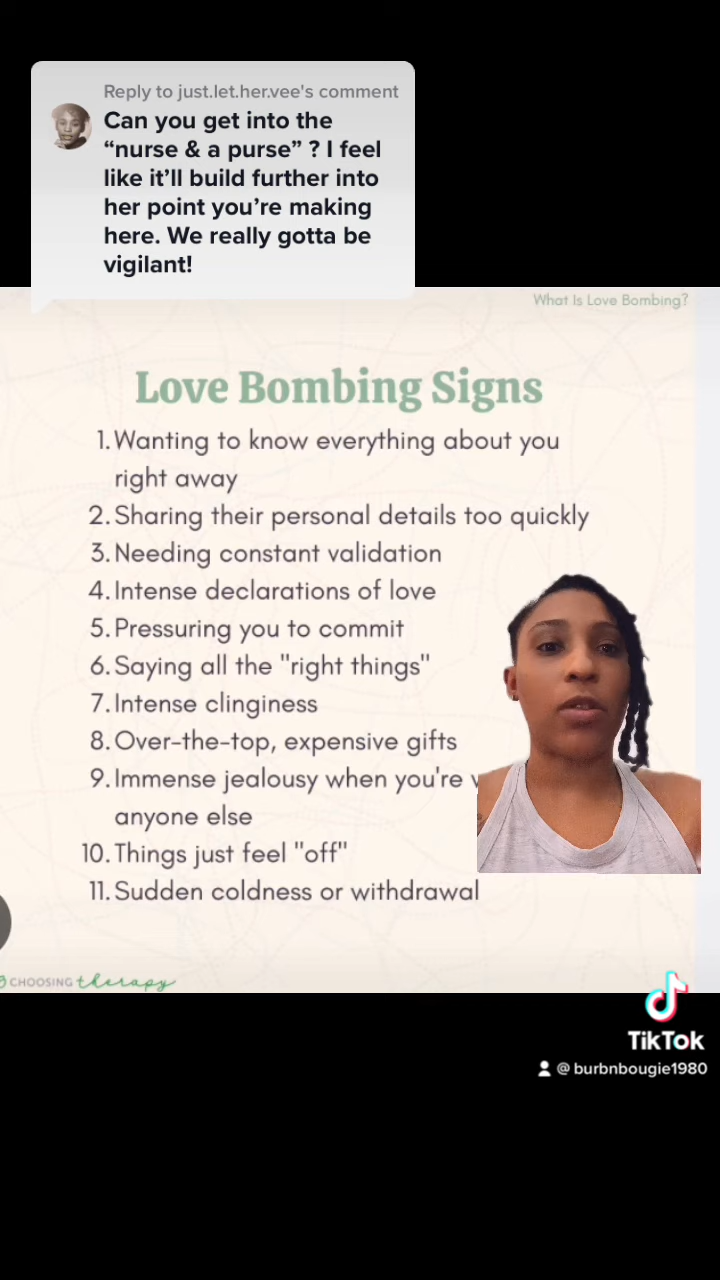 Reply to just.let.her.vee's comment
Can you get into the
“nurse & a purse” ? I feel
like it’ll build further into
her point you’re making
here. We really gotta be
vigilant!
What Is Love Bombing?
Love Bombing Signs
1. Wanting to know everything about you
right away
2. Sharing their personal details too quickly
3. Needing constant validation
4. Intense declarations of love
5. Pressuring you to commit
6. Saying all the "right things"
7. Intense clinginess
8. Over-the-top, expensive gifts
9. Immense jealousy when you're
anyone else
10. Things just feel "off"
11. Sudden coldness or withdrawal
CHOOSING therapy
TikTok
@ burbnbougie1980